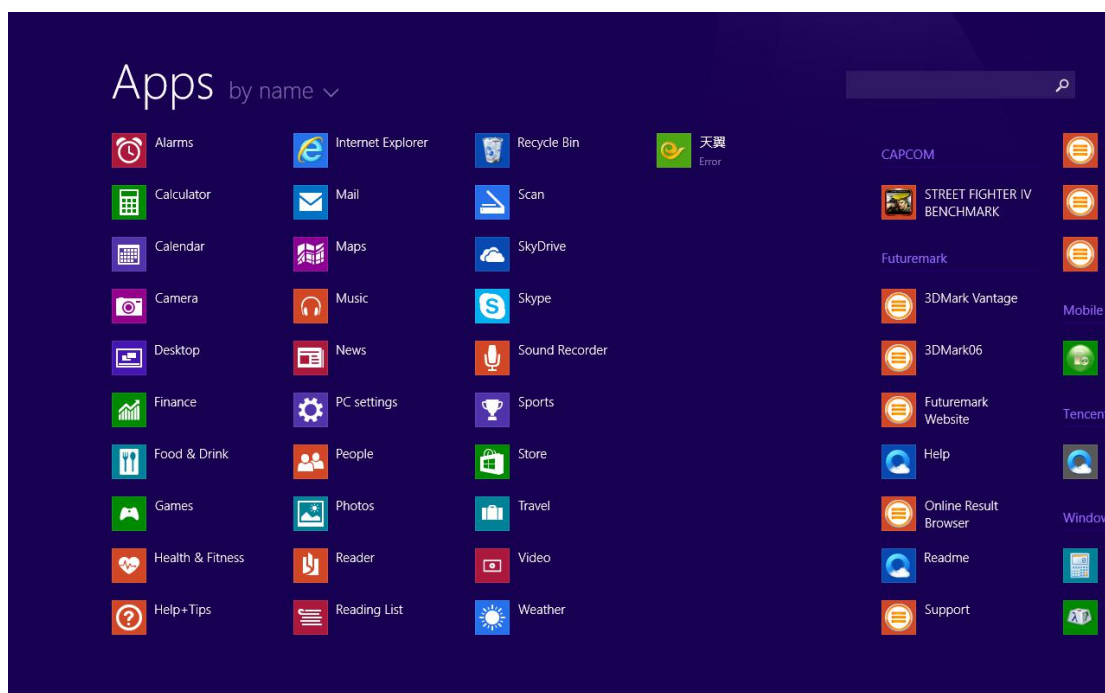 Apps by name
Alarms
Calculator
Calendar
Camera
Desktop
Finance
Food & Drink
Games
Health & Fitness
Help+Tips
Internet Explorer
Mail
Maps
Music
News
PC settings
People
Photos
Reader
Reading List
Recycle Bin
Scan
SkyDrive
Skype
Sound Recorder
Sports
Store
Travel
Video
Weather
天翼
Error
CAPCOM
STREET FIGHTER IV
BENCHMARK
Futuremark
3DMark Vantage
3DMark06
Futuremark
Website
Help
Online Result
Browser
Readme
Support
Mobile